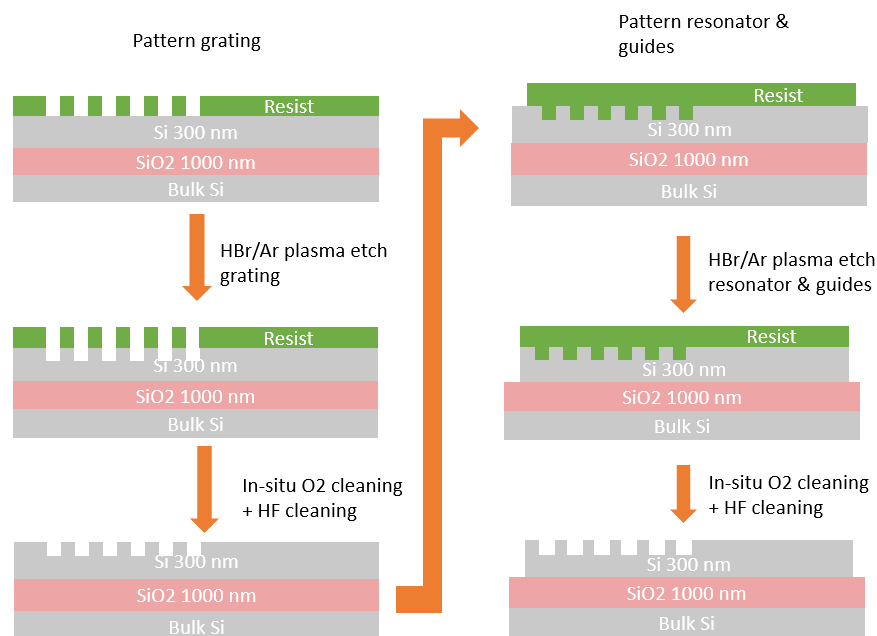 Pattern grating
Resist
Si 300 nm
SiO2 1000 nm
Bulk Si
HBr/Ar plasma etch
grating
Resist
Si 300 nm
SiO2 1000 nm
Bulk Si
In-situ O2 cleaning
+ HF cleaning
Si 300 nm
SiO2 1000 nm
Bulk Si
Pattern resonator &
guides
Resist
Si 300 nm
SiO2 1000 nm
Bulk Si
HBr/Ar plasma etch
resonator & guides
Resist
Si 300 nm
SiO2 1000 nm
Bulk Si
In-situ O2 cleaning
+ HF cleaning
Si 300 nm
SiO2 1000 nm
Bulk Si